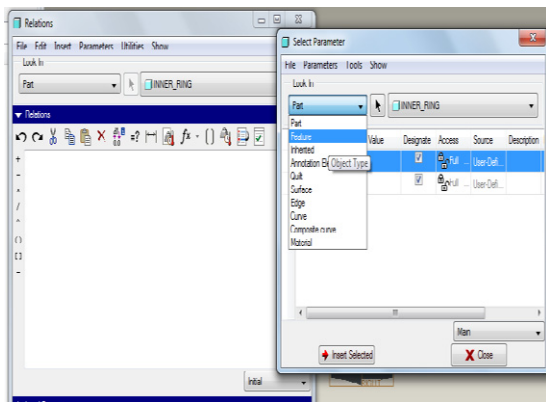 Relations
File Edit Insert Parameters Utilities Show
Look In
Part
INNER_RING
Relations
Initial
Select Parameter
File Parameters Tools Show
Look In
Part
INNER_RING
Part
Feature
Inherited
Annotation El
Object Type
Quilt
Surface
Edge
Curve
Composite curve
Material
Value Designate Access Source Description
Full ... User-Defi...
Full ... User-Defi...
Main
Insert Selected
Close